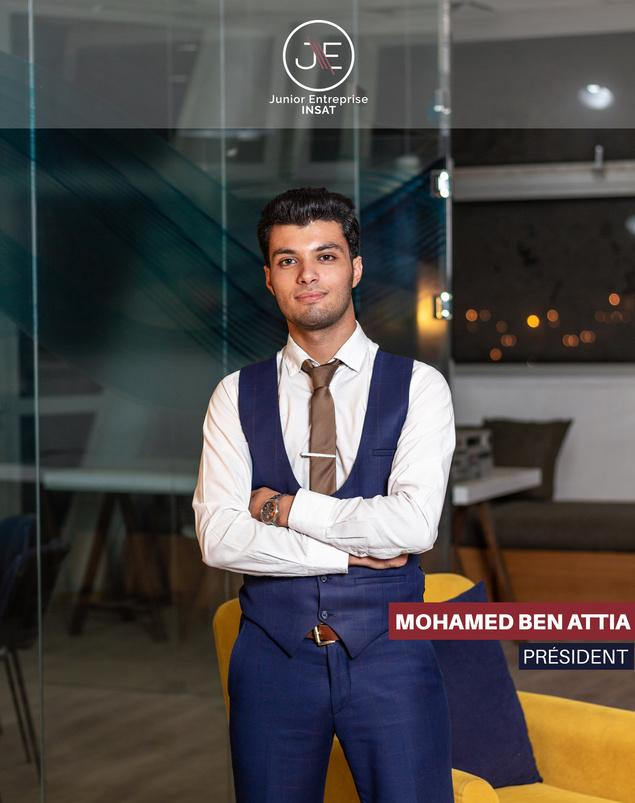 JE
Junior Entreprise
INSAT
MOHAMED BEN ATTIA
PRÉSIDENT